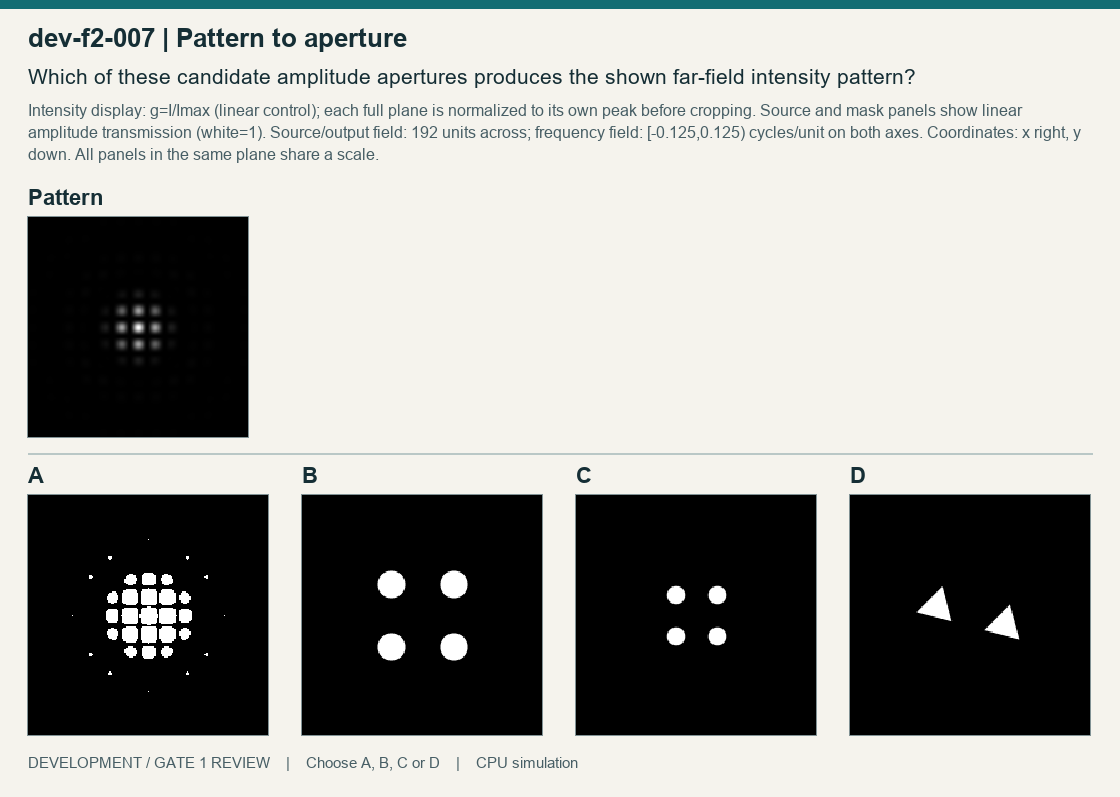 dev-f2-007 | Pattern to aperture
Which of these candidate amplitude apertures produces the shown far-field intensity pattern?
Intensity display: g=I/Imax (linear control); each full plane is normalized to its own peak before cropping. Source and mask panels show linear
amplitude transmission (white=1). Source/output field: 192 units across; frequency field: [-0.125,0.125) cycles/unit on both axes. Coordinates: x right, y
down. All panels in the same plane share a scale.
Pattern
A
B
C
D
DEVELOPMENT / GATE 1 REVIEW | Choose A, B, C or D | CPU simulation